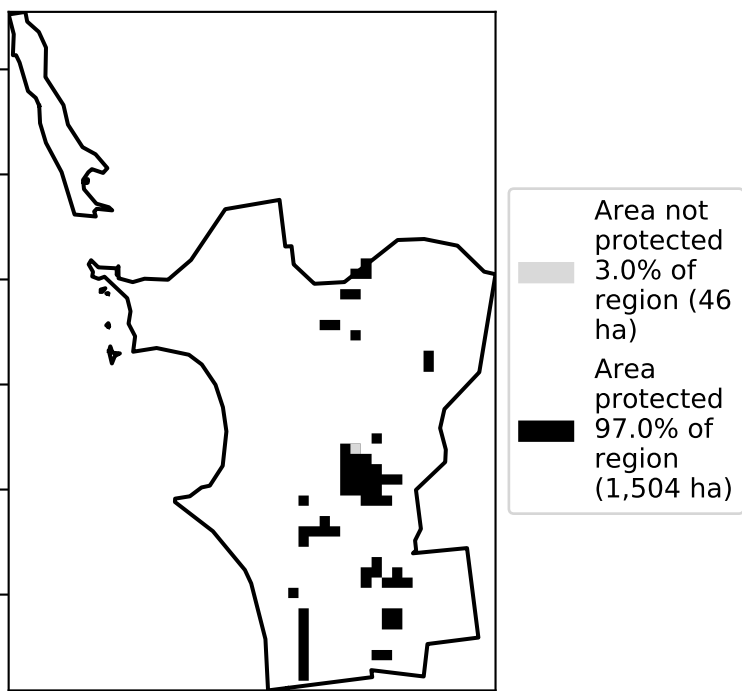 Area not
protected
3.0% of
region (46
ha)
Area
protected
97.0% of
region
(1,504 ha)